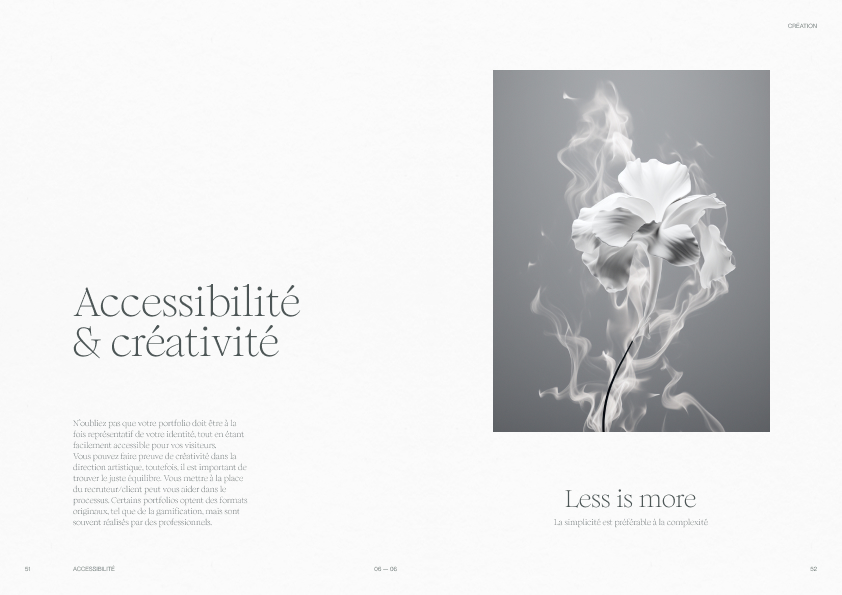 CRÉATION
Accessibilité
& créativité
N'oubliez pas que votre portfolio doit être à la
fois représentatif de votre identité, tout en étant
facilement accessible pour vos visiteurs.
Vous pouvez faire preuve de créativité dans la
direction artistique, toutefois, il est important de
trouver le juste équilibre. Vous mettre à la place
du recruteur/client peut vous aider dans le
processus. Certains portfolios optent des formats
originaux, tel que de la gamification, mais sont
souvent réalisés par des professionnels.
Less is more
La simplicité est préférable à la complexité
51
ACCESSIBILITÉ
06 — 06
52